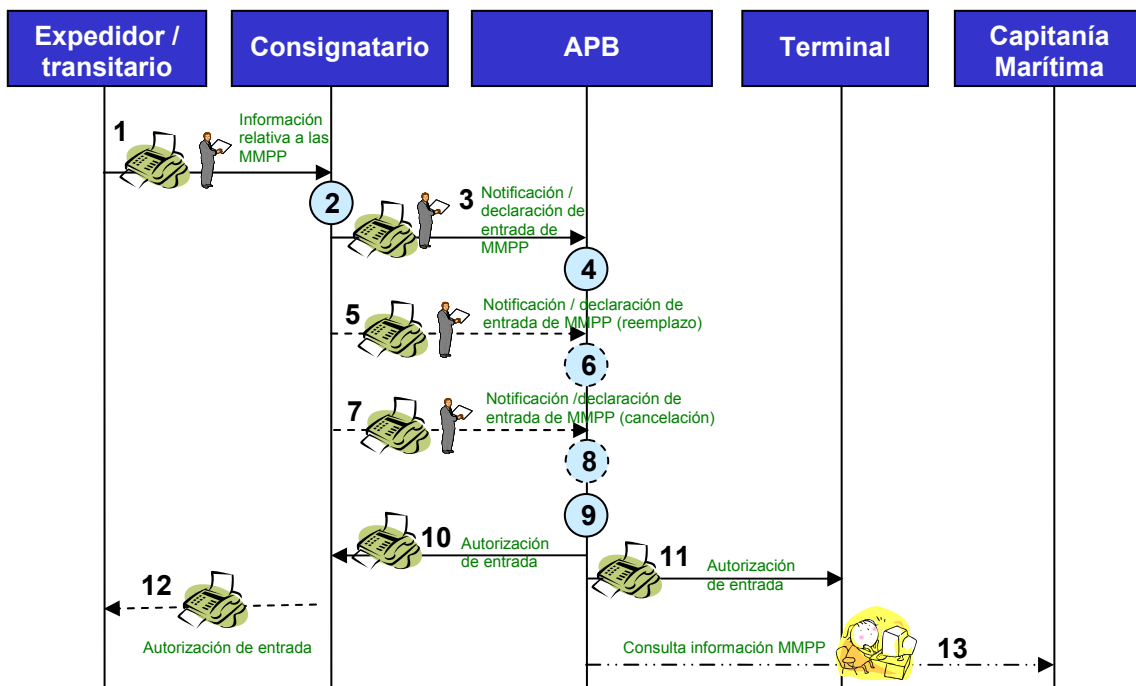 Expedidor /
transitario
Consignatario
APB
Terminal
Capitanía
Marítima
1
Información
relativa a las
MMPP
2
3
Notificación /
declaración de
entrada de
MMPP
4
5
Notificación / declaración de
entrada de MMPP (reemplazo)
6
7
Notificación /declaración de
entrada de MMPP (cancelación)
8
9
10
Autorización
de entrada
11
Autorización
de entrada
12
Autorización de entrada
Consulta información MMPP
13